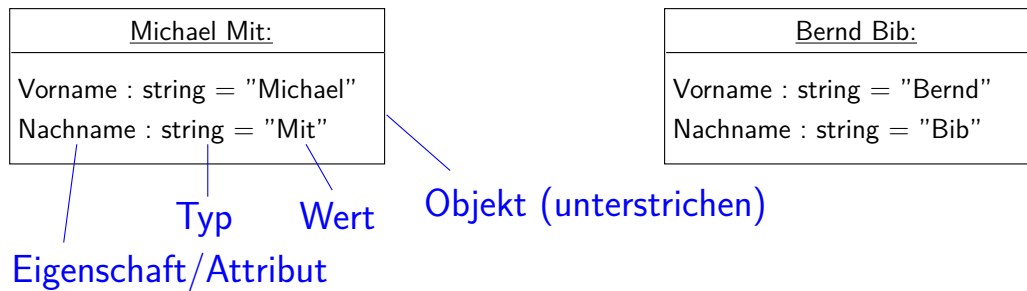 Michael Mit:
Vorname : string = ”Michael”
Nachname : string = ”Mit”
Bernd Bib:
Vorname : string = ”Bernd”
Nachname : string = ”Bib”
Objekt (unterstrichen)
Typ
Wert
Eigenschaft/Attribut